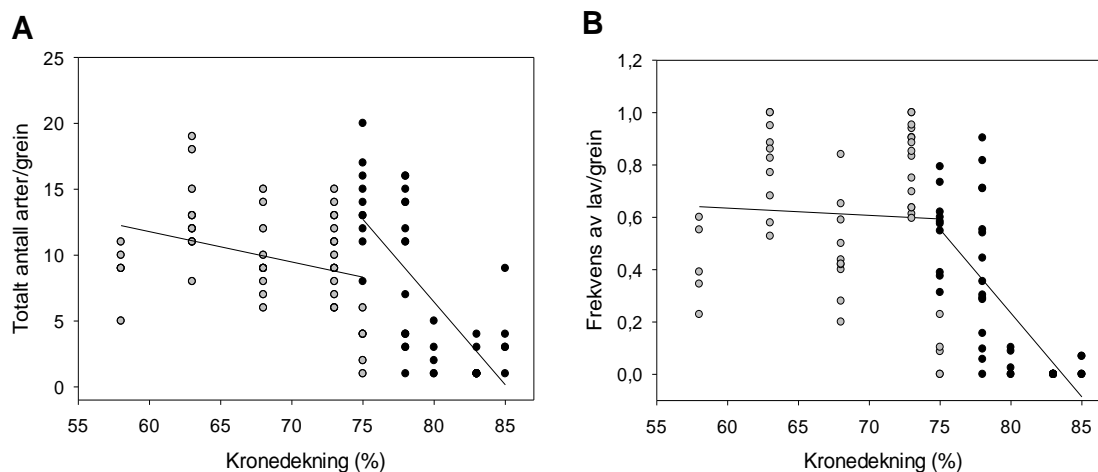 A
Totalt antall arter/grein
25
20
15
10
5
0
55 60 65 70 75 80 85
Kronedekning (%)
B
Frekvens av lav/grein
1,2
1,0
0,8
0,6
0,4
0,2
0,0
55 60 65 70 75 80 85
Kronedekning (%)